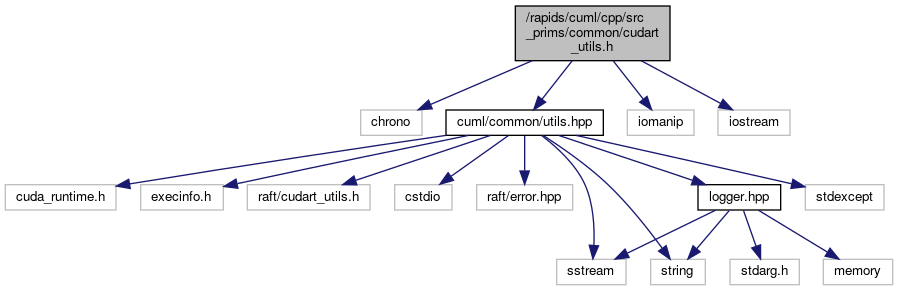 /rapids/cuml/cpp/src
_prims/common/cudart
_utils.h
chrono
cuml/common/utils.hpp
iomanip
iostream
cuda_runtime.h
execinfo.h
raft/cudart_utils.h
cstdio
raft/error.hpp
logger.hpp
stdexcept
sstream
string
stdarg.h
memory